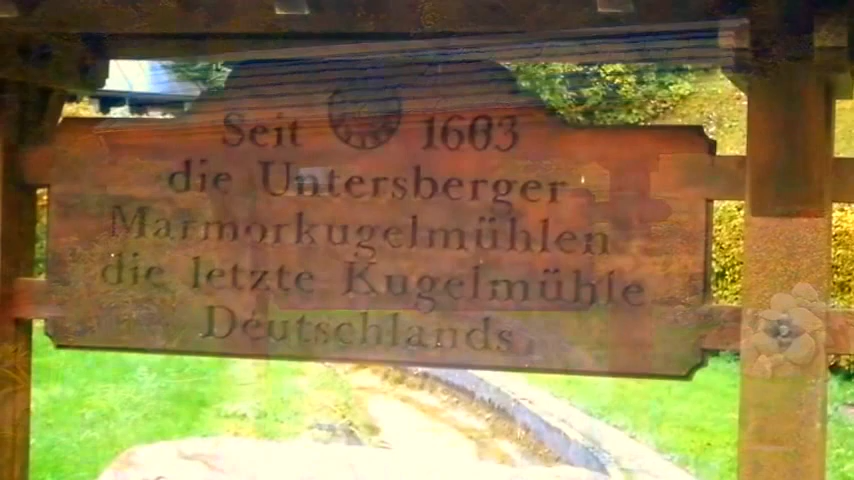 Seit 1683
die Untersberger
Marmorkugelmühlen
die letzte Kugelmühle
Deutschlands